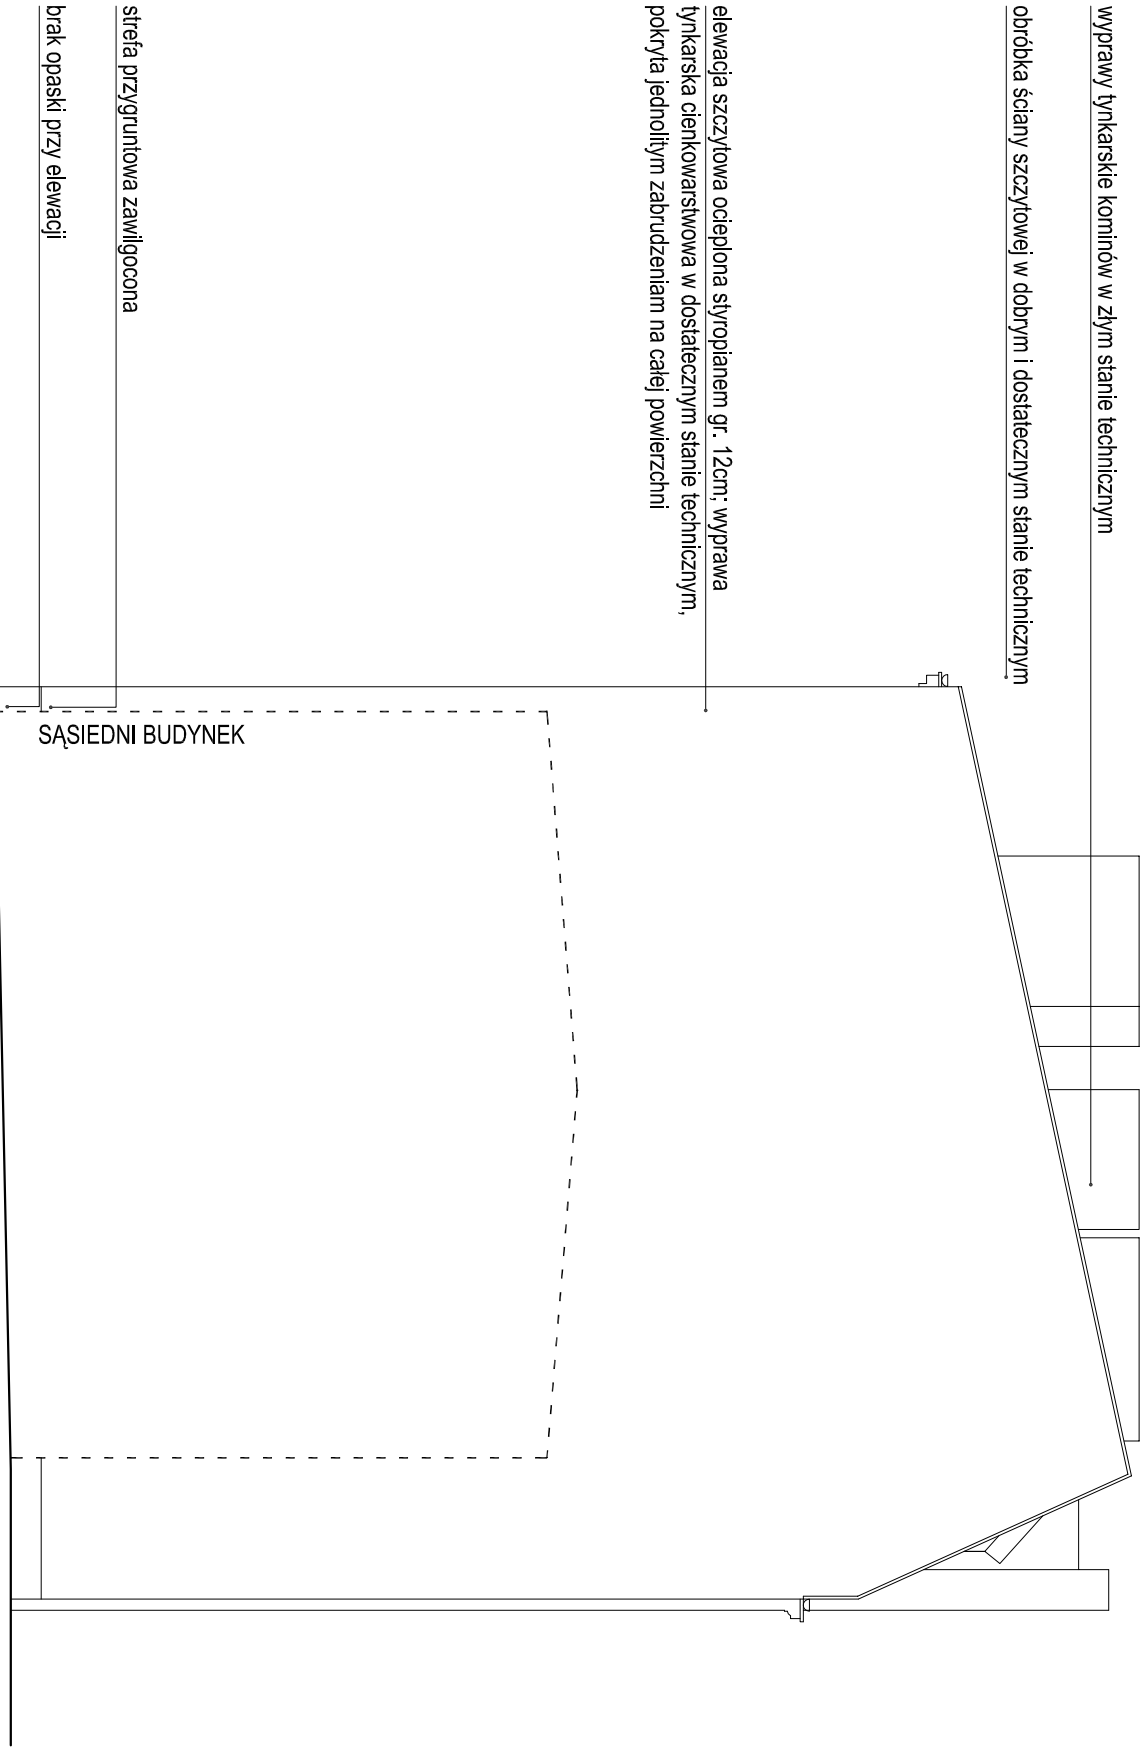 wyprawy tynkarskie kominów w złym stanie technicznym
obróbka ściany szczytowej w dobrym i dostatecznym stanie technicznym
elewacja szczytowa ocieplona styropianem gr. 12cm; wyprawa
tynkarska cienkowarstwowa w dostatecznym stanie technicznym,
pokryta jednolitym zabrudzeniam na całej powierzchni
strefa przygruntowa zawilgocona
brak opaski przy elewacji
SĄSIEDNI BUDYNEK